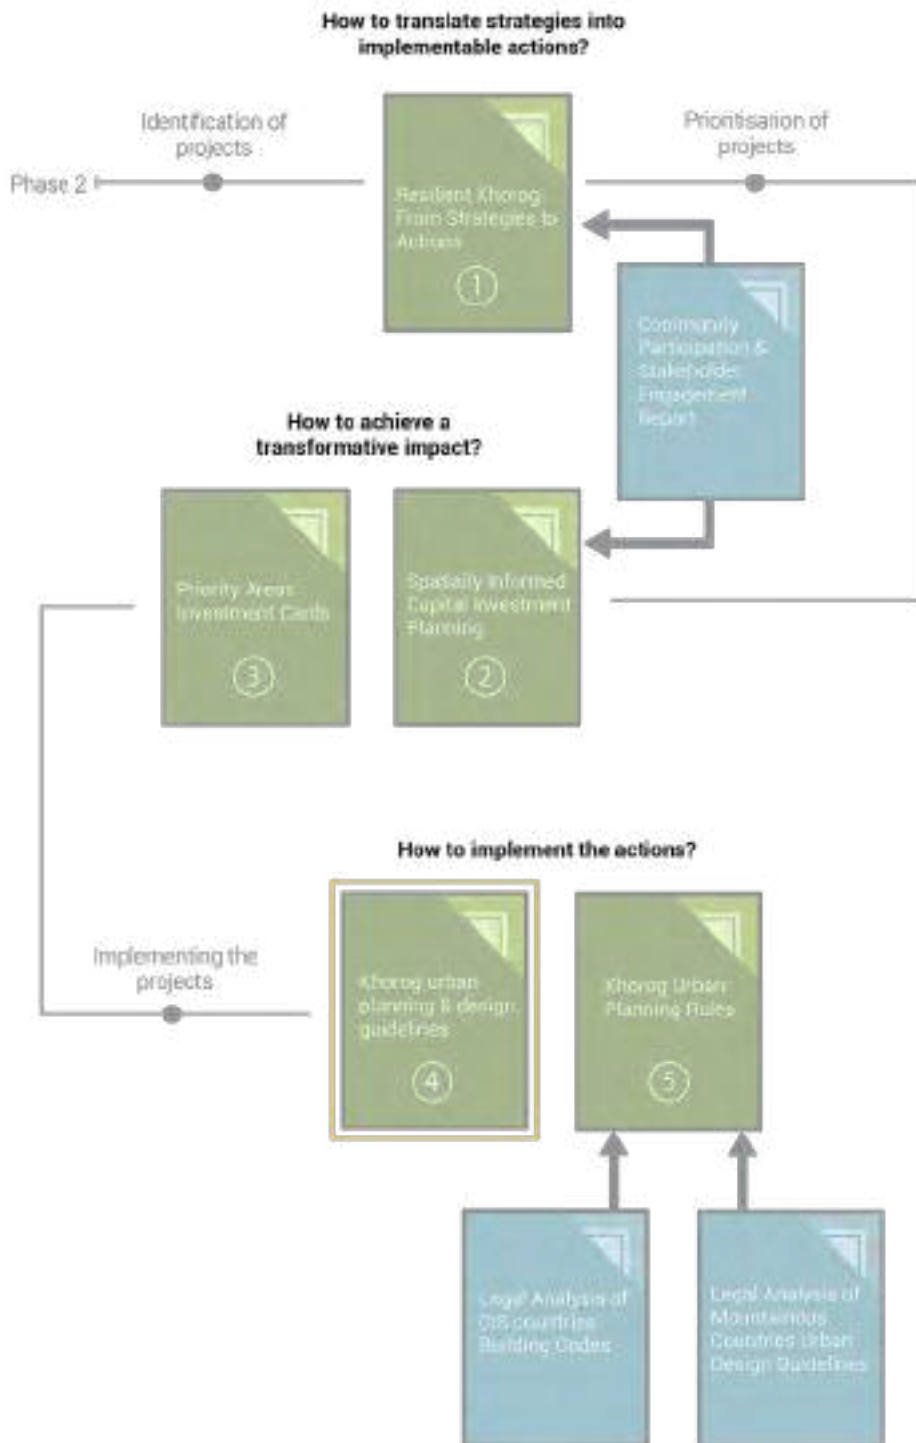 How to translate strategies into
implementable actions?
Identification of
projects
Prioritisation of
projects
Phase 2
Resilient Khorog:
From Strategies to
Actions
1
Community
Participation &
Stakeholder
Engagement
Report
How to achieve a
transformative impact?
Priority Areas
Investment Cards
3
Spatially Informed
Capital Investment
Planning
2
How to implement the actions?
Implementing the
projects
Khorog urban
planning & design
guidelines
4
Khorog Urban
Planning Rules
5
Legal Analysis of
CIS countries
Building Codes
Legal Analysis of
Mountainous
Countries Urban
Design Guidelines